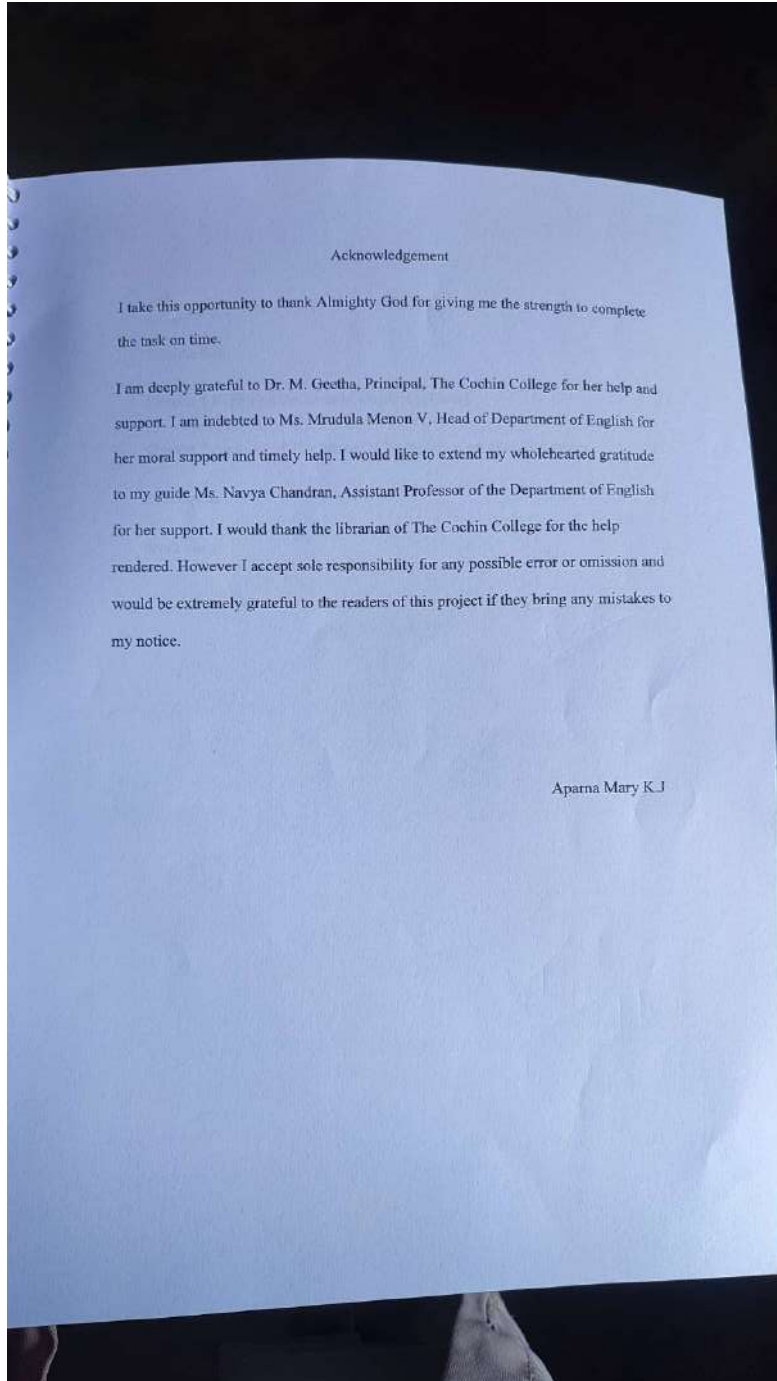 Acknowledgement
I take this opportunity to thank Almighty God for giving me the strength to complete
the task on time.
I am deeply grateful to Dr. M. Geetha, Principal, The Cochin College for her help and
support. I am indebted to Ms. Mrudula Menon V, Head of Department of English for
her moral support and timely help. I would like to extend my wholehearted gratitude
to my guide Ms. Navya Chandran, Assistant Professor of the Department of English
for her support. I would thank the librarian of The Cochin College for the help
rendered. However I accept sole responsibility for any possible error or omission and
would be extremely grateful to the readers of this project if they bring any mistakes to
my notice.
Aparna Mary K.J